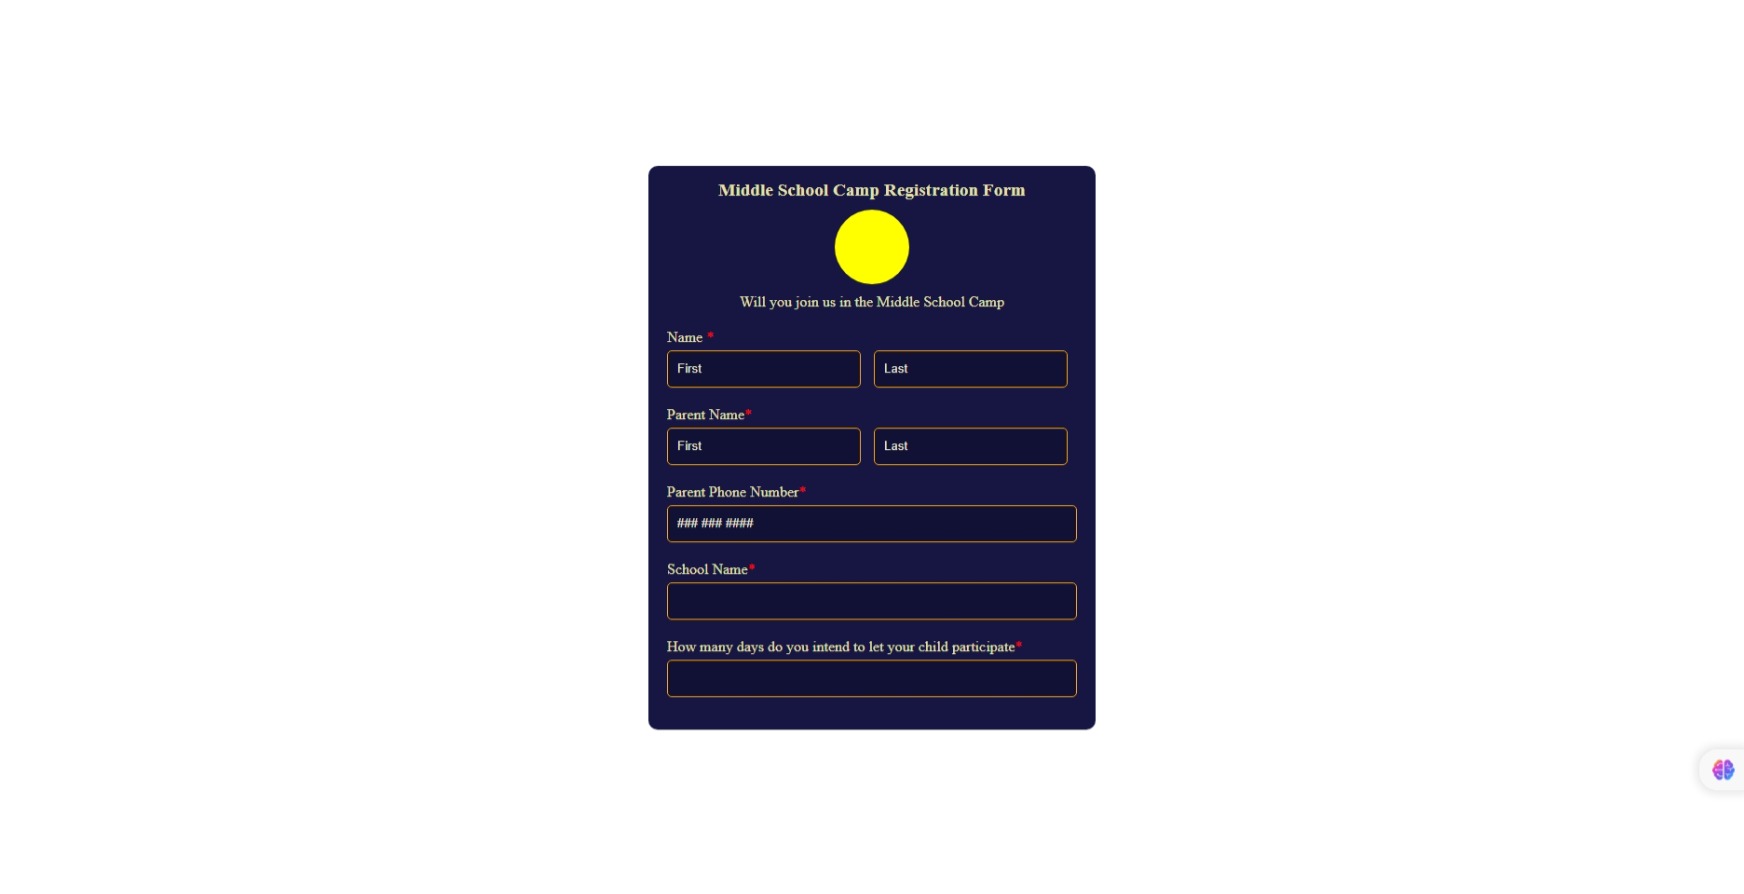 Middle School Camp Registration Form
Will you join us in the Middle School Camp
Name *
First Last
Parent Name*
First Last
Parent Phone Number*
### ### ####
School Name*
How many days do you intend to let your child participate*